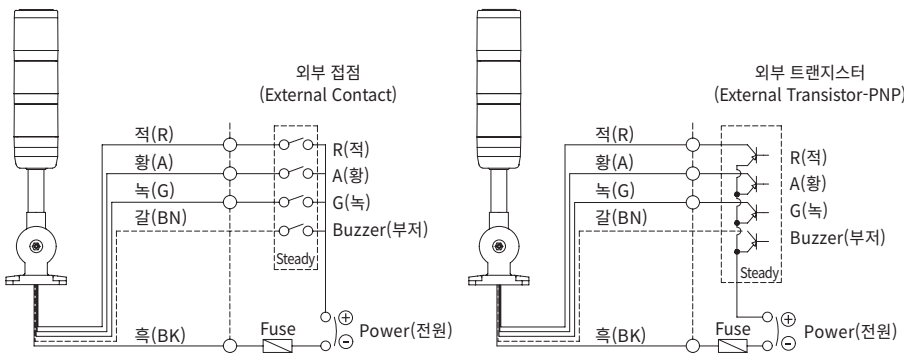 외부 접점
(External Contact)
적(R)
황(A)
녹(G)
갈(BN)
R(적)
A(황)
G(녹)
Buzzer(부저)
Steady
흑(BK)
Fuse
⊕
⊖
Power(전원)
외부 트랜지스터
(External Transistor-PNP)
적(R)
황(A)
녹(G)
갈(BN)
R(적)
A(황)
G(녹)
Buzzer(부저)
Steady
흑(BK)
Fuse
⊕
⊖
Power(전원)